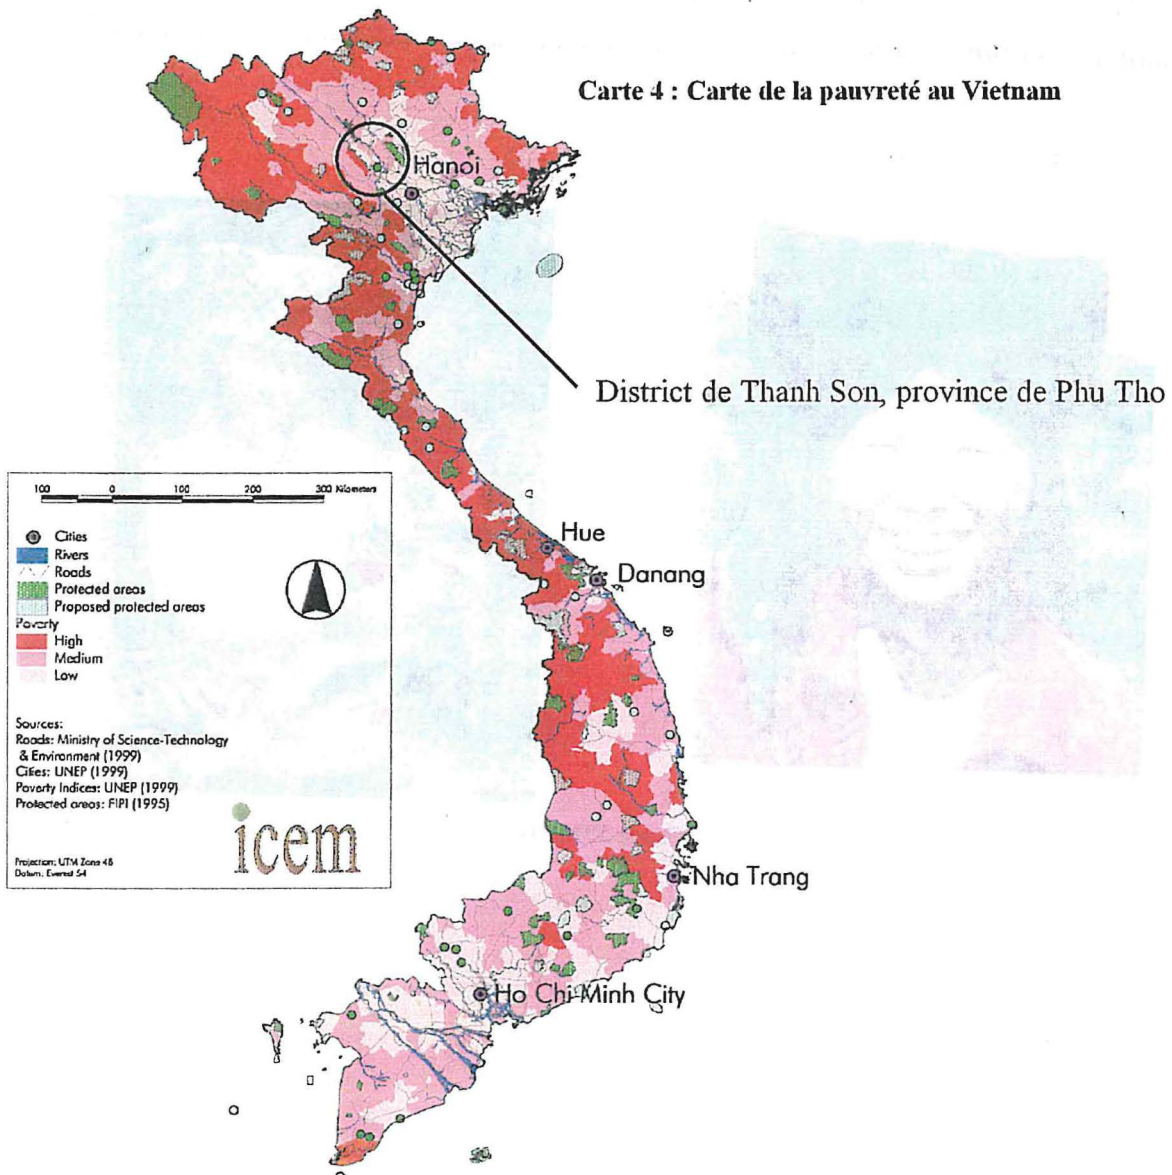 Carte 4 : Carte de la pauvreté au Vietnam
Hanoi
District de Thanh Son, province de Phu Tho
100 0 100 200 300 Kilometers
Cities
Rivers
Roads
Protected areas
Proposed protected areas
Poverty
High
Medium
Low
Sources:
Roads: Ministry of Science-Technology
& Environment (1999)
Cities: UNEP (1999)
Poverty Indices: UNEP (1999)
Protected areas: FIPI (1995)
Projection: UTM Zone 48
Datum: Everest 54
icem
Hue
Danang
Nha Trang
Ho Chi Minh City